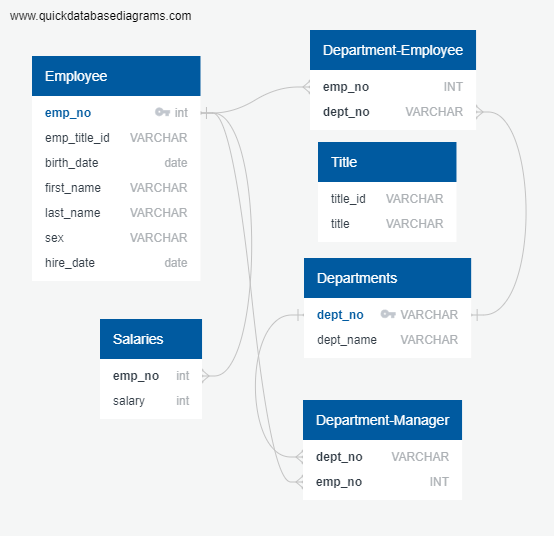 www.quickdatabasediagrams.com
Employee
emp_no int
emp_title_id VARCHAR
birth_date date
first_name VARCHAR
last_name VARCHAR
sex VARCHAR
hire_date date
Department-Employee
emp_no INT
dept_no VARCHAR
Title
title_id VARCHAR
title VARCHAR
Departments
dept_no VARCHAR
dept_name VARCHAR
Salaries
emp_no int
salary int
Department-Manager
dept_no VARCHAR
emp_no INT